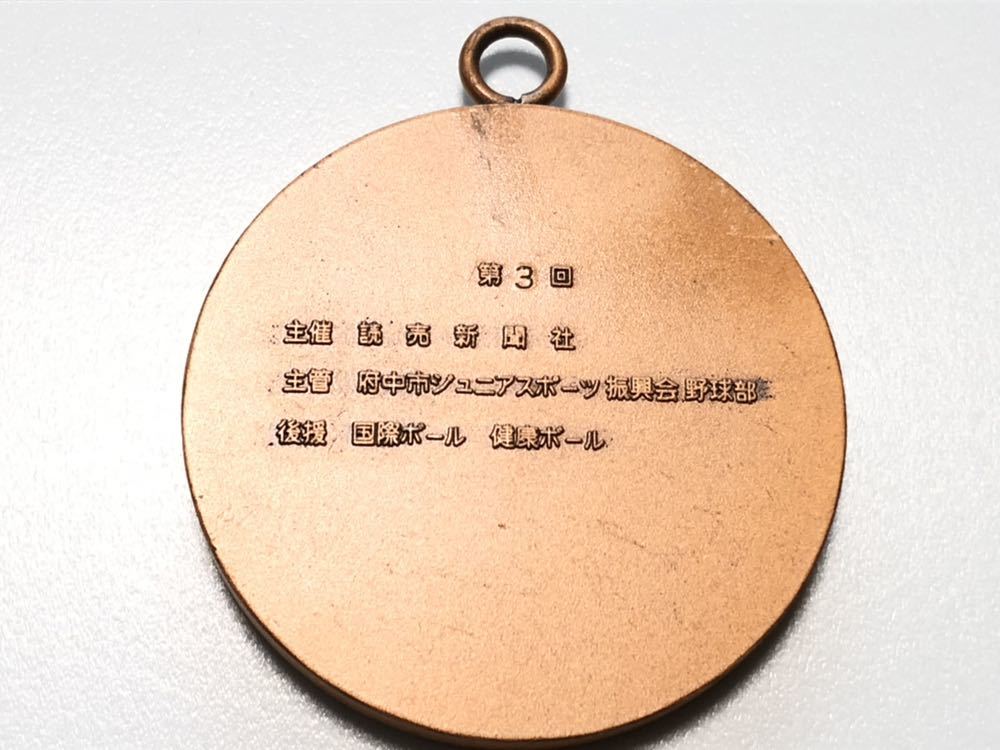 第3回
主催 読売新聞社
主管 府中市ジュニアスポーツ振興会野球部
後援 国際ボール 健康ボール